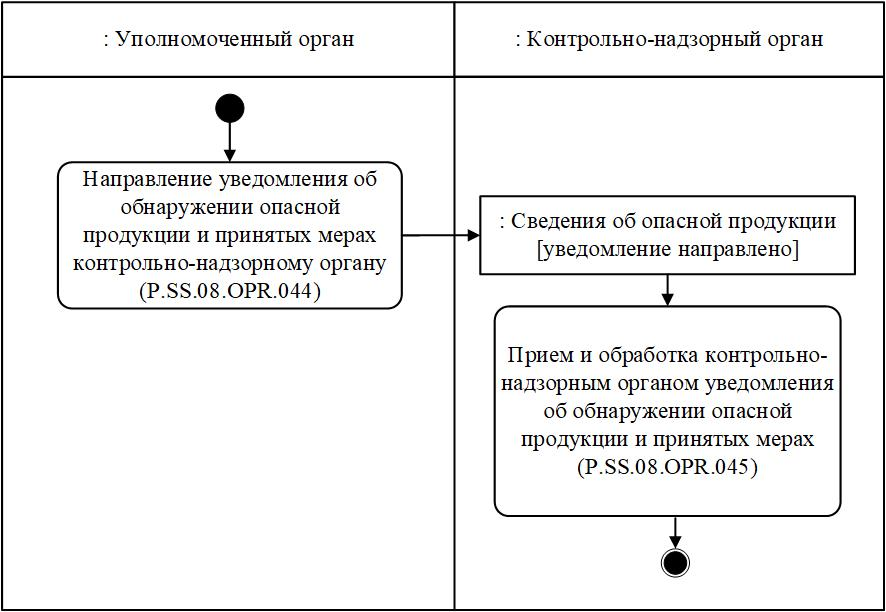 : Уполномоченный орган
: Контрольно-надзорный орган
Направление уведомления об
обнаружении опасной
продукции и принятых мерах
контрольно-надзорному органу
(P.SS.08.OPR.044)
: Сведения об опасной продукции
[уведомление направлено]
Прием и обработка контрольно-
надзорным органом уведомления
об обнаружении опасной
продукции и принятых мерах
(P.SS.08.OPR.045)